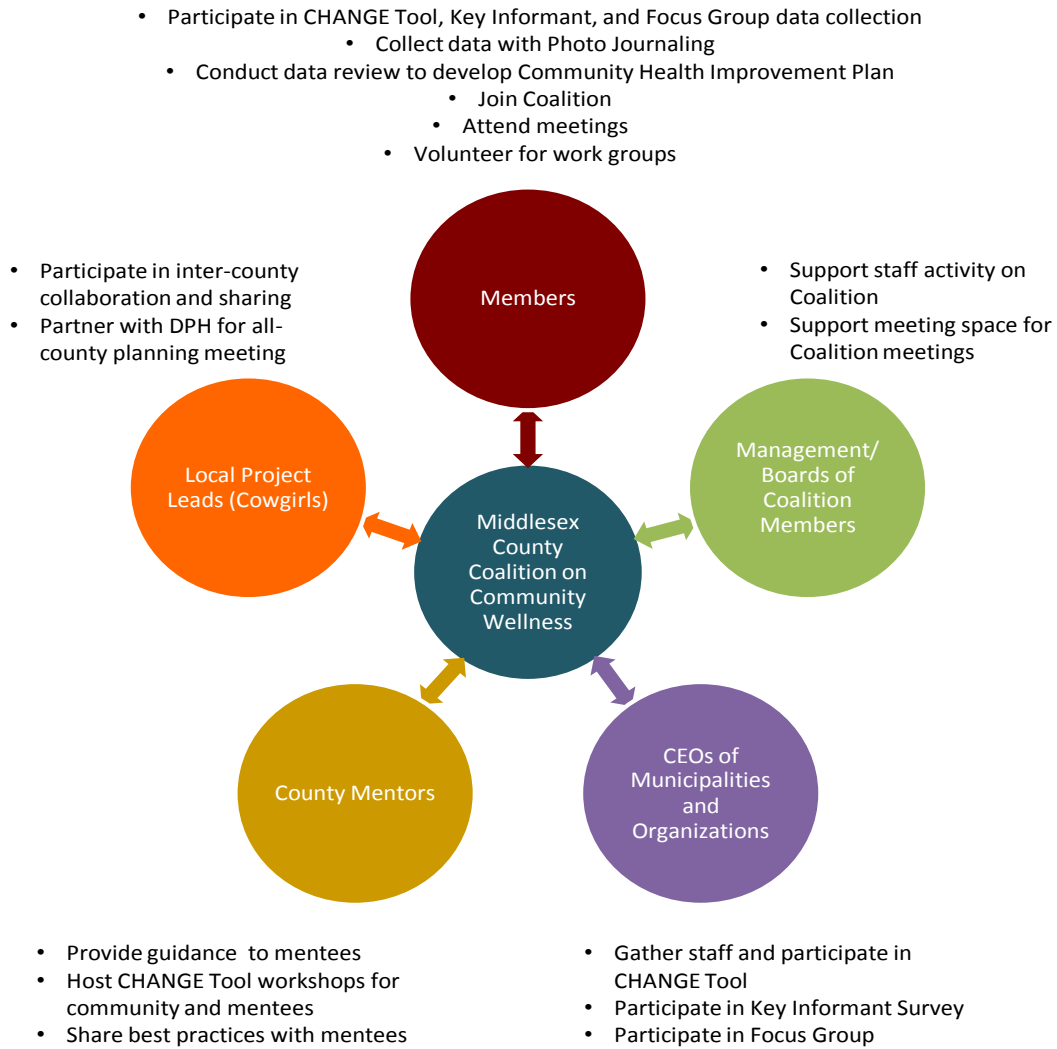 • Participate in CHANGE Tool, Key Informant, and Focus Group data collection
• Collect data with Photo Journaling
• Conduct data review to develop Community Health Improvement Plan
• Join Coalition
• Attend meetings
• Volunteer for work groups
Members
• Participate in inter-county
collaboration and sharing
• Partner with DPH for all-
county planning meeting
• Support staff activity on
Coalition
• Support meeting space for
Coalition meetings
Local Project
Leads (Cowgirls)
Management/
Boards of
Coalition
Members
Middlesex
County
Coalition on
Community
Wellness
County Mentors
CEOs of
Municipalities
and
Organizations
• Provide guidance to mentees
• Host CHANGE Tool workshops for
community and mentees
• Share best practices with mentees
• Gather staff and participate in
CHANGE Tool
• Participate in Key Informant Survey
• Participate in Focus Group